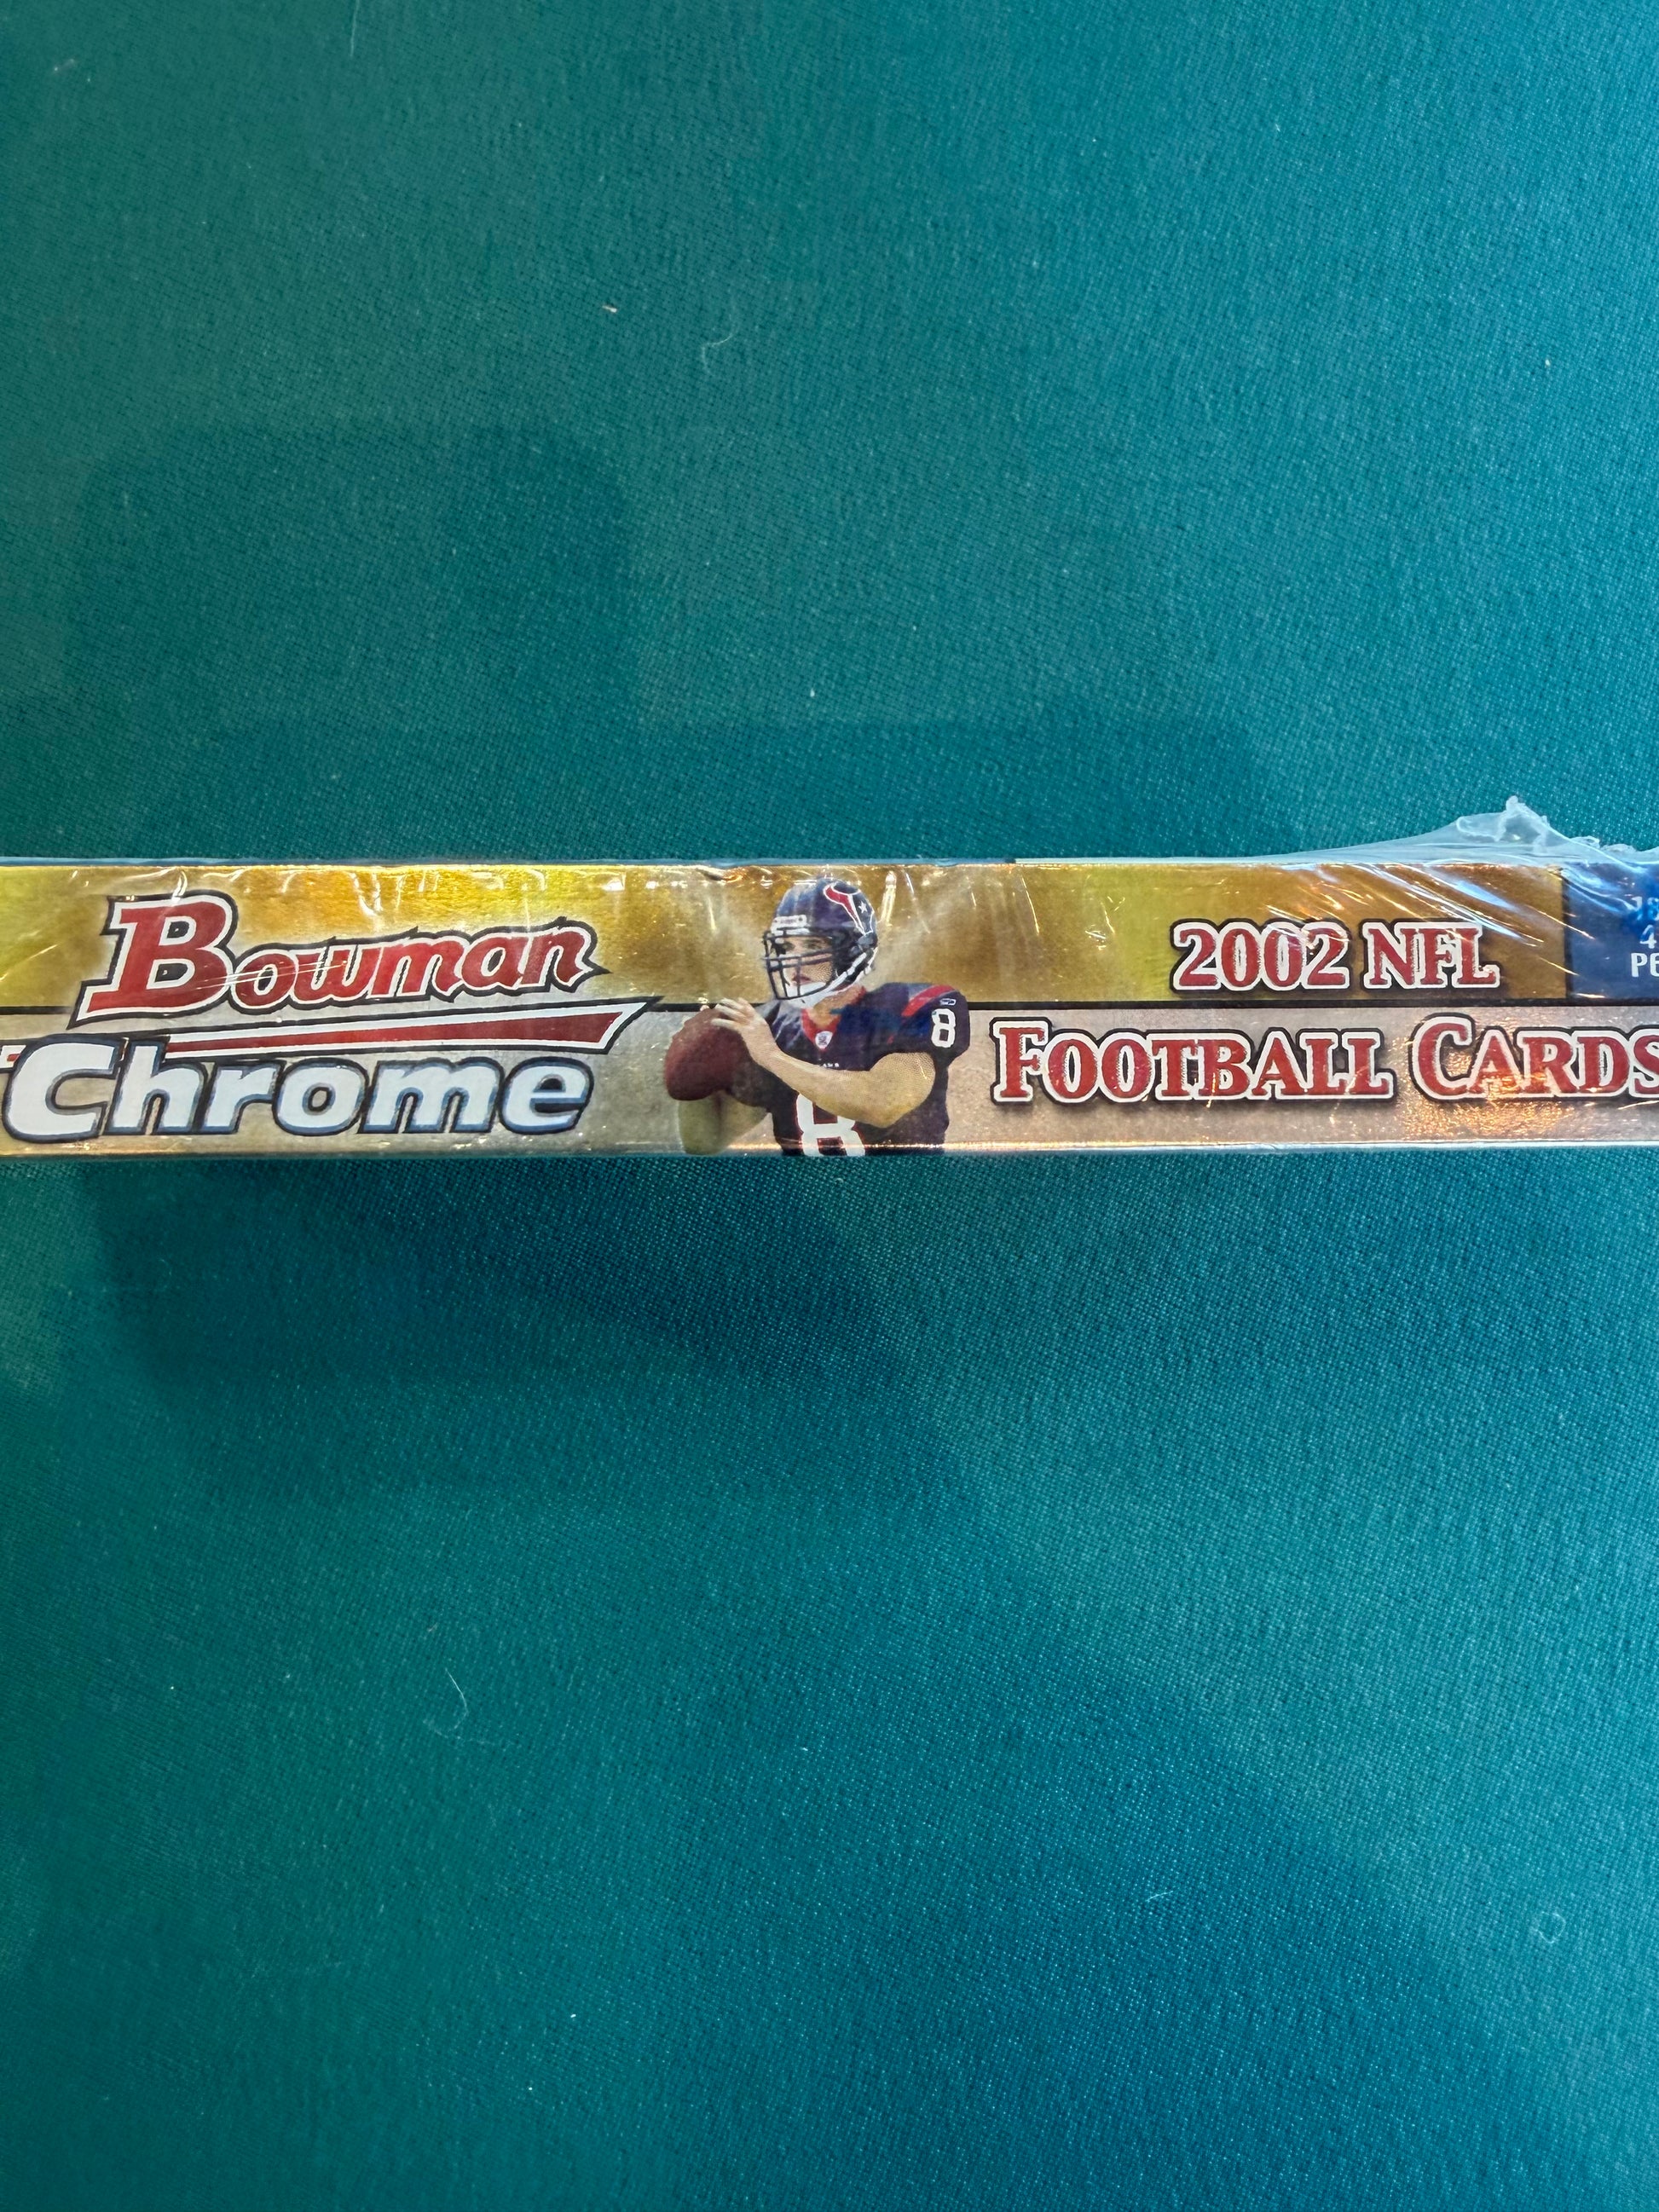 Bowman
Chrome
2002 NFL
FOOTBALL CARDS
8
8